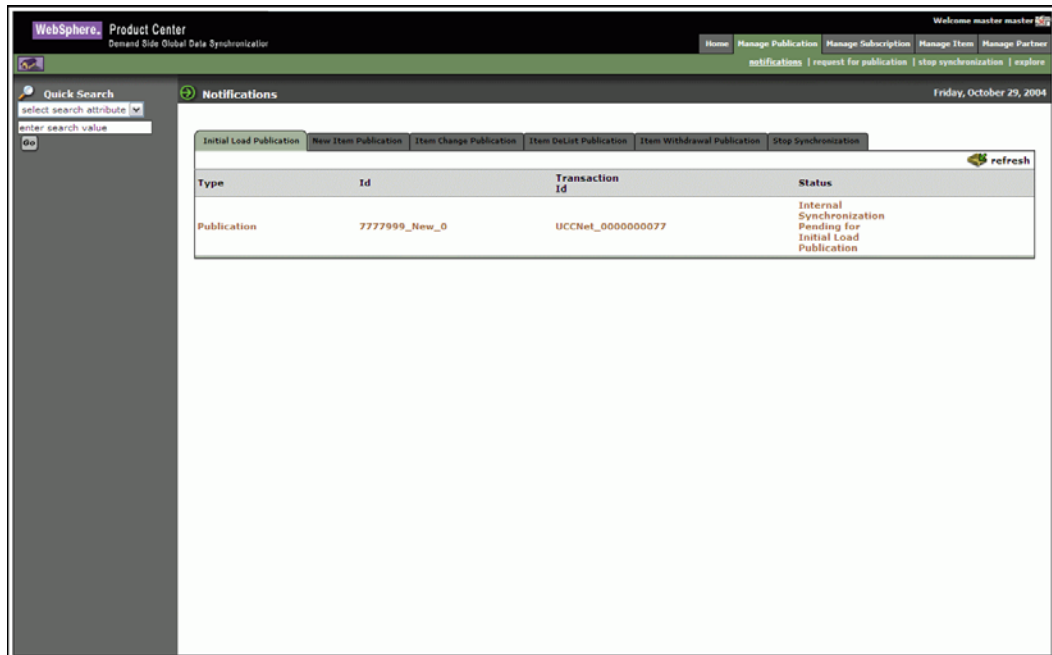 Welcome master master
WebSphere. Product Center
Demand Side Global Data Synchronization
Home Manage Publication Manage Subscription Manage Item Manage Partner
notifications | request for publication | stop synchronization | explore
Quick Search
Notifications
Friday, October 29, 2004
select search attribute
enter search value
Go
Initial Load Publication New Item Publication Item Change Publication Item DeList Publication Item Withdrawal Publication Stop Synchronization
refresh
Type Id Transaction Id Status
Publication 7777999_New_0 UCCNet_0000000077 Internal
Synchronization
Pending for
Initial Load
Publication